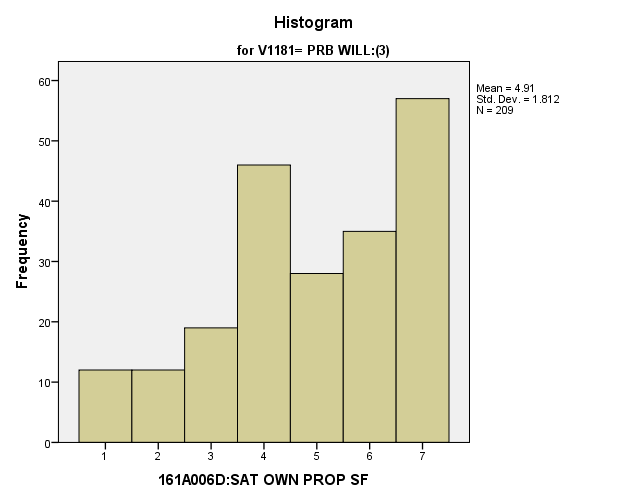 Histogram
for V1181= PRB WILL:(3)
Mean = 4.91
Std. Dev. = 1.812
N = 209
Frequency
60
50
40
30
20
10
0
1 2 3 4 5 6 7
161A006D:SAT OWN PROP SF